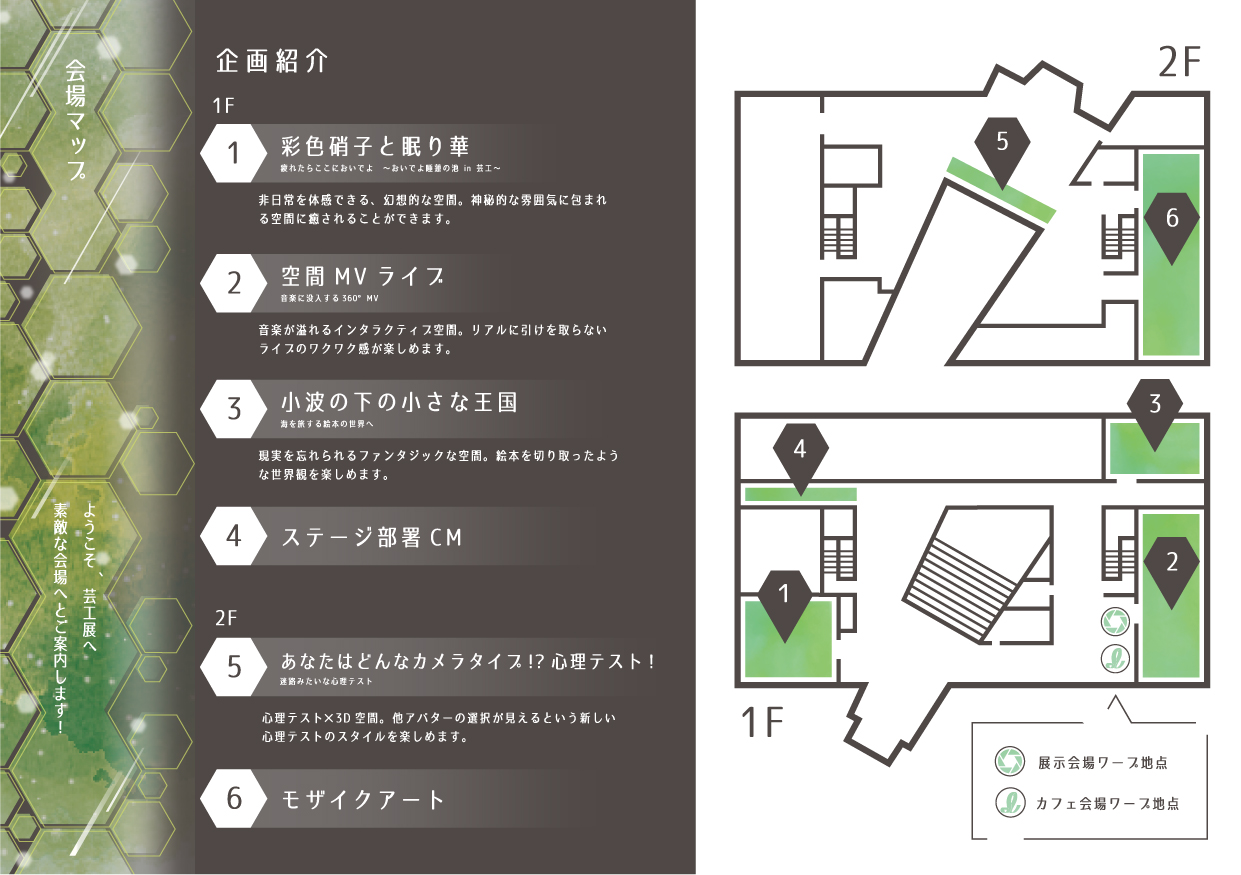 会場マップ
ようこそ、芸工展へ
素敵な会場へとご案内します!
企画紹介
1F
1
彩色硝子と眠り華
疲れたらここにおいでよ ～おいでよ睡蓮の池 in 芸工～
非日常を体感できる、幻想的な空間。神秘的な雰囲気に包まれ
る空間に癒されることができます。
2
空間 MV ライブ
音楽に没入する 360° MV
音楽が溢れるインタラクティブ空間。リアルに引けを取らない
ライブのワクワク感が楽しめます。
3
小波の下の小さな王国
海を旅する絵本の世界へ
現実を忘れられるファンタジックな空間。絵本を切り取ったよう
な世界観を楽しめます。
4
ステージ部署 CM
2F
5
あなたはどんなカメラタイプ!? 心理テスト!
迷路みたいな心理テスト
心理テスト×3D 空間。他アバターの選択が見えるという新しい
心理テストのスタイルを楽しめます。
6
モザイクアート
2F
5
6
3
4
2
1
1F
展示会場ワープ地点
カフェ会場ワープ地点